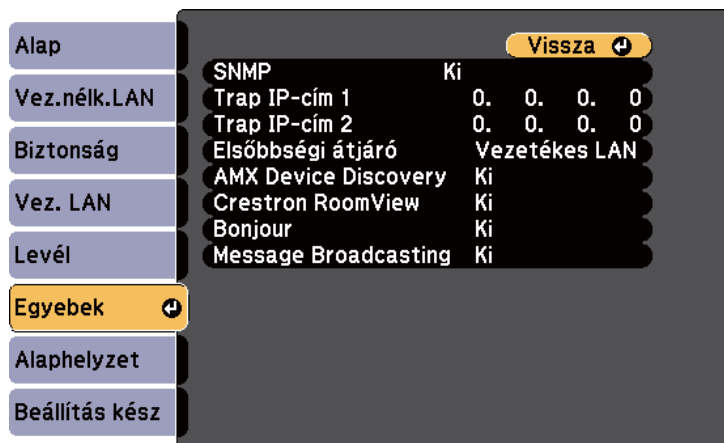 Alap
Vez.nélk.LAN
Biztonság
Vez. LAN
Levél
Egyebek
Alaphelyzet
Beállítás kész
Vissza
SNMP Ki
Trap IP-cím 1 0. 0. 0. 0
Trap IP-cím 2 0. 0. 0. 0
Elsőbbségi átjáró Vezetékes LAN
AMX Device Discovery Ki
Crestron RoomView Ki
Bonjour Ki
Message Broadcasting Ki